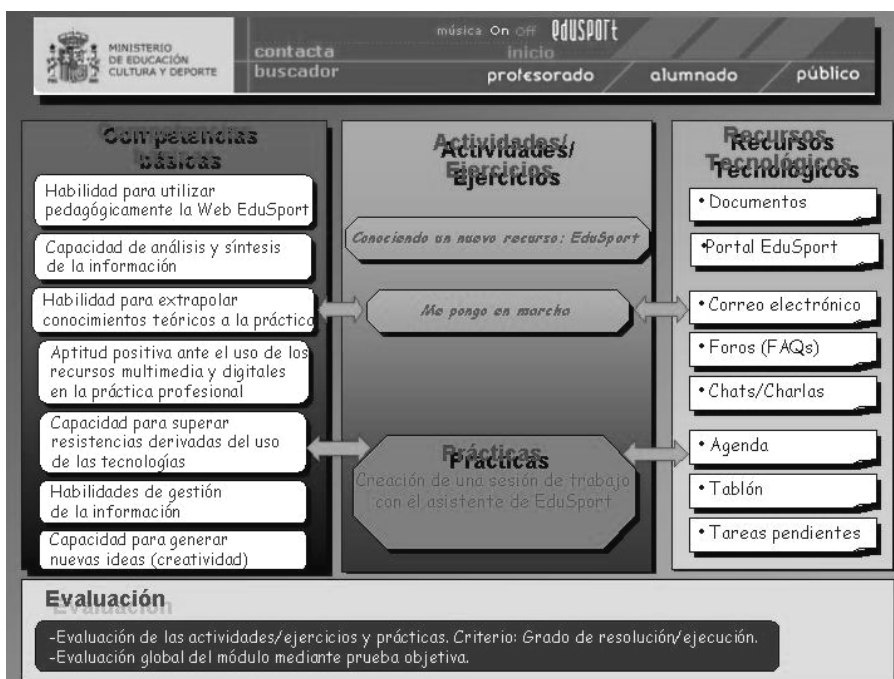 MINISTERIO
DE EDUCACIÓN
CULTURA Y DEPORTE
contacta
buscador
música On Off edusport
inicio
profesorado
alumnado
público
Competencias
básicas
Habilidad para utilizar
pedagógicamente la Web EduSport
Capacidad de análisis y síntesis
de la información
Habilidad para extrapolar
conocimientos teóricos a la práctica
Aptitud positiva ante el uso de los
recursos multimedia y digitales
en la práctica profesional
Capacidad para superar
resistencias derivadas del uso
de las tecnologías
Habilidades de gestión
de la información
Capacidad para generar
nuevas ideas (creatividad)
Actividades/
Ejercicios
Conociendo un nuevo recurso: EduSport
Me pongo en marcha
Prácticas
Creación de una sesión de trabajo
con el asistente de EduSport
Recursos
Tecnológicos
• Documentos
•Portal EduSport
• Correo electrónico
• Foros (FAQs)
• Chats/Charlas
• Agenda
• Tablón
• Tareas pendientes
Evaluación
-Evaluación de las actividades/ejercicios y prácticas. Criterio: Grado de resolución/ejecución.
-Evaluación global del módulo mediante prueba objetiva.